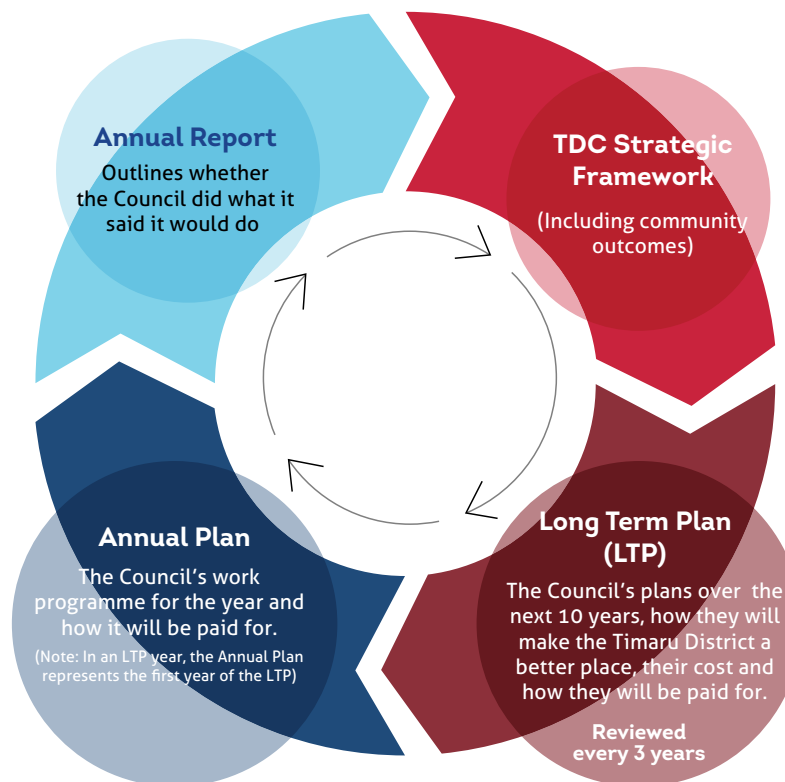 Annual Report
Outlines whether
the Council did what it
said it would do
TDC Strategic
Framework
(Including community
outcomes)
Long Term Plan
(LTP)
The Council’s plans over the
next 10 years, how they will
make the Timaru District a
better place, their cost and
how they will be paid for.
Reviewed
every 3 years
Annual Plan
The Council’s work
programme for the year and
how it will be paid for.
(Note: In an LTP year, the Annual Plan
represents the first year of the LTP)